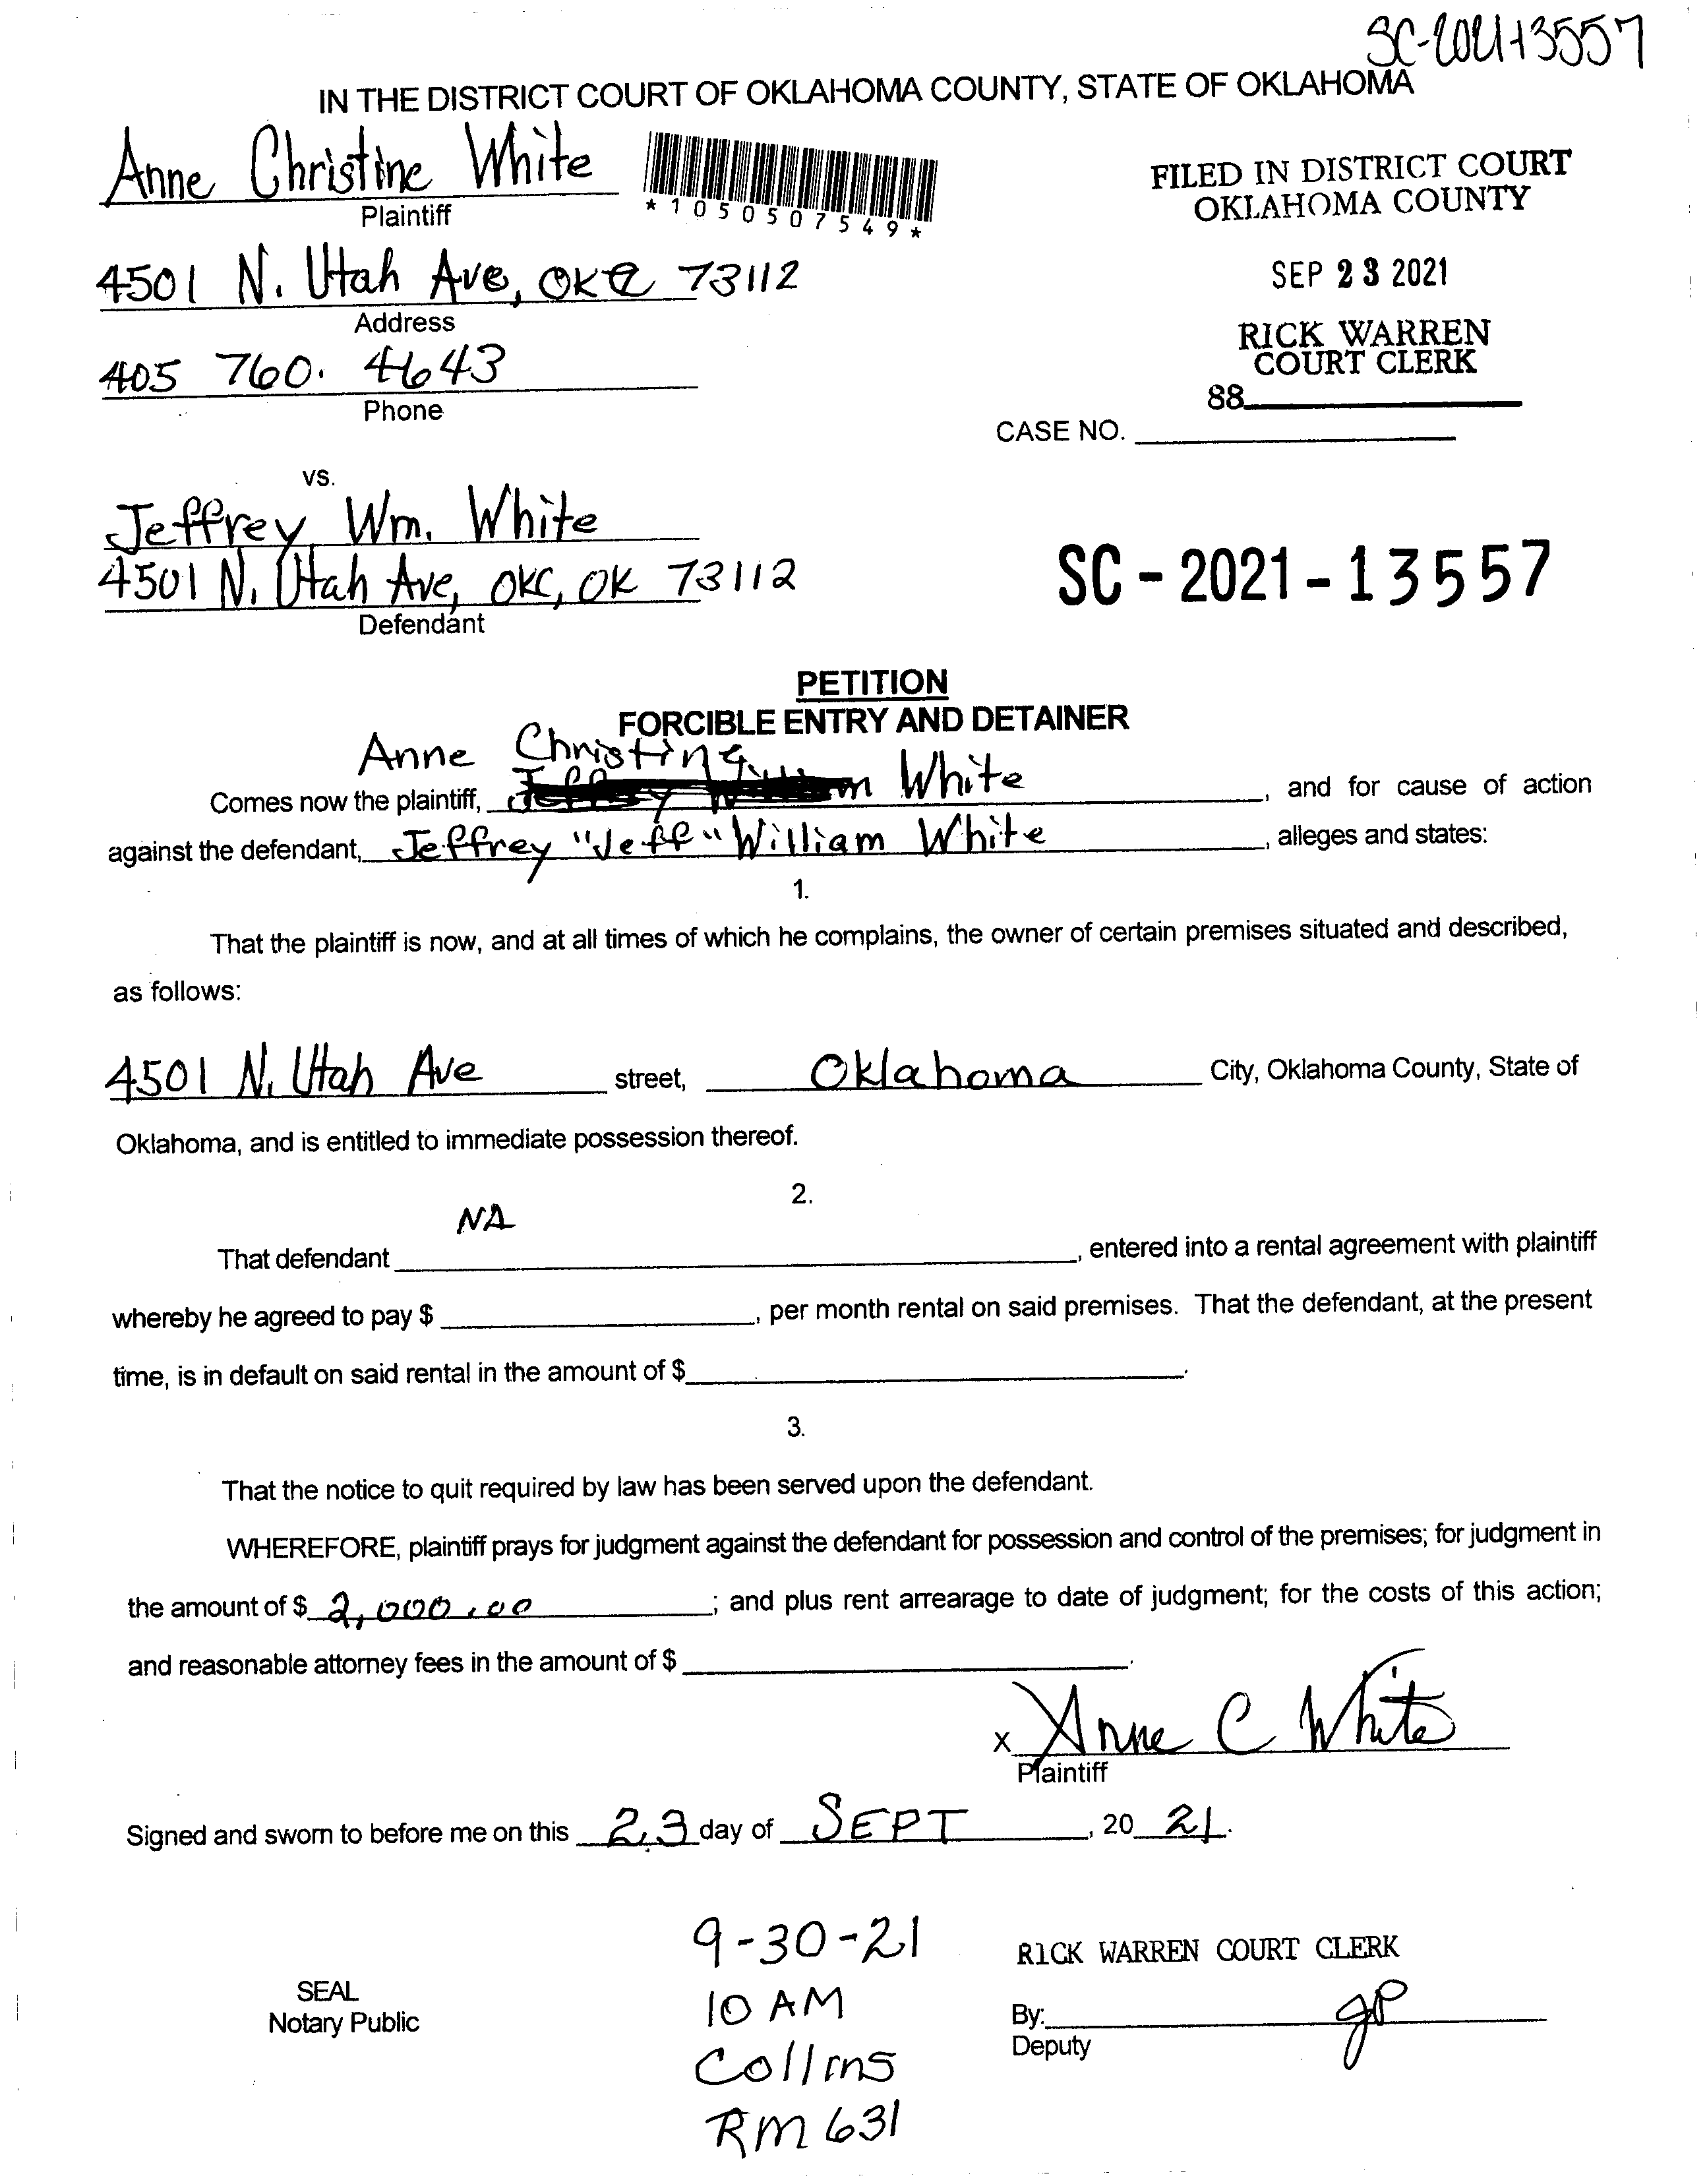 SC-2021-13557
IN THE DISTRICT COURT OF OKLAHOMA COUNTY, STATE OF OKLAHOMA
Anne Christine White
Plaintiff
*1050507549*
FILED IN DISTRICT COURT
OKLAHOMA COUNTY
SEP 23 2021
RICK WARREN
COURT CLERK
88
4501 N. Utah Ave, OKC 73112
Address
405 760. 4643
Phone
CASE NO.
vs.
Jeffrey Wm. White
4501 N. Utah Ave, OKC, OK 73112
Defendant
SC-2021-13557
PETITION
FORCIBLE ENTRY AND DETAINER
Anne Christine
Comes now the plaintiff, White, and for cause of action
against the defendant, Jeffrey "Jeff" William White, alleges and states:
1.
That the plaintiff is now, and at all times of which he complains, the owner of certain premises situated and described,
as follows:
4501 N. Utah Ave street, Oklahoma City, Oklahoma County, State of
Oklahoma, and is entitled to immediate possession thereof.
2.
NA
That defendant , entered into a rental agreement with plaintiff
whereby he agreed to pay $ , per month rental on said premises. That the defendant, at the present
time, is in default on said rental in the amount of $ .
3.
That the notice to quit required by law has been served upon the defendant.
WHEREFORE, plaintiff prays for judgment against the defendant for possession and control of the premises; for judgment in
the amount of $ 2,000.00 ; and plus rent arrearage to date of judgment; for the costs of this action;
and reasonable attorney fees in the amount of $ .
x Anne C White
Plaintiff
Signed and sworn to before me on this 23 day of SEPT, 20 21.
SEAL
Notary Public
9-30-21
10 AM
Collins
RM 631
RICK WARREN COURT CLERK
By: JP
Deputy